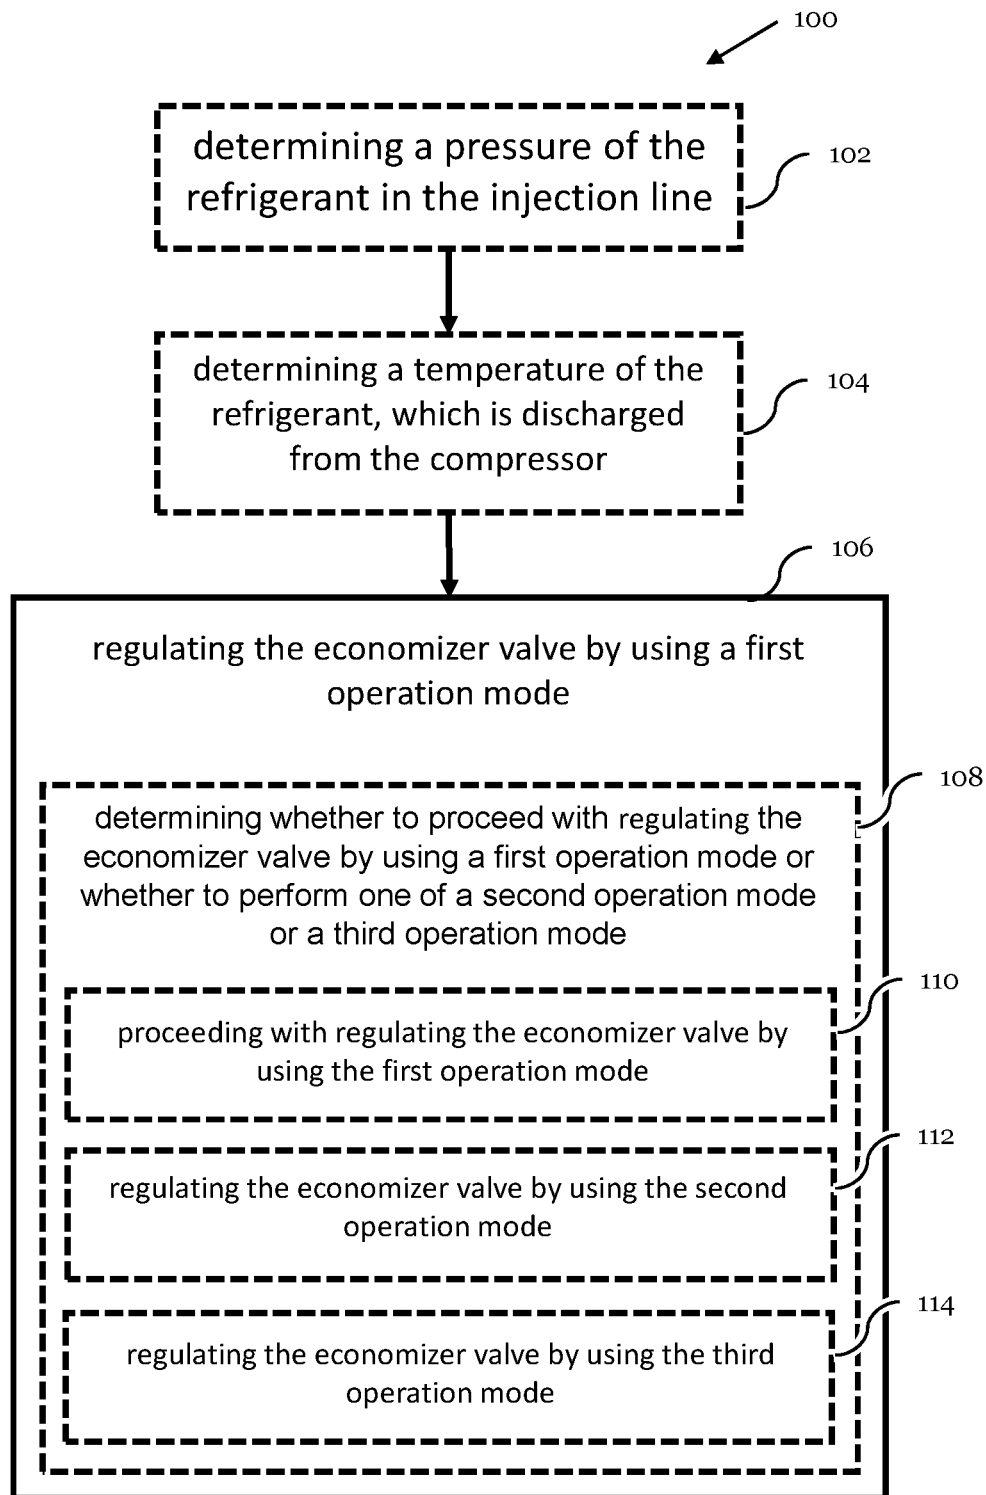 100
determining a pressure of the
refrigerant in the injection line
102
determining a temperature of the
refrigerant, which is discharged
from the compressor
104
106
regulating the economizer valve by using a first
operation mode
108
determining whether to proceed with regulating the
economizer valve by using a first operation mode or
whether to perform one of a second operation mode
or a third operation mode
110
proceeding with regulating the economizer valve by
using the first operation mode
112
regulating the economizer valve by using the second
operation mode
114
regulating the economizer valve by using the third
operation mode